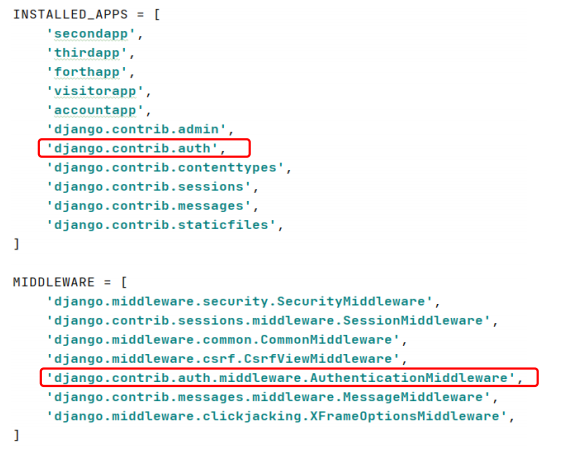 INSTALLED_APPS = [
    'secondapp',
    'thirdapp',
    'forthapp',
    'visitorapp',
    'accountapp',
    'django.contrib.admin',
    'django.contrib.auth',
    'django.contrib.contenttypes',
    'django.contrib.sessions',
    'django.contrib.messages',
    'django.contrib.staticfiles',
]
MIDDLEWARE = [
    'django.middleware.security.SecurityMiddleware',
    'django.contrib.sessions.middleware.SessionMiddleware',
    'django.middleware.common.CommonMiddleware',
    'django.middleware.csrf.CsrfViewMiddleware',
    'django.contrib.auth.middleware.AuthenticationMiddleware',
    'django.contrib.messages.middleware.MessageMiddleware',
    'django.middleware.clickjacking.XFrameOptionsMiddleware',
]